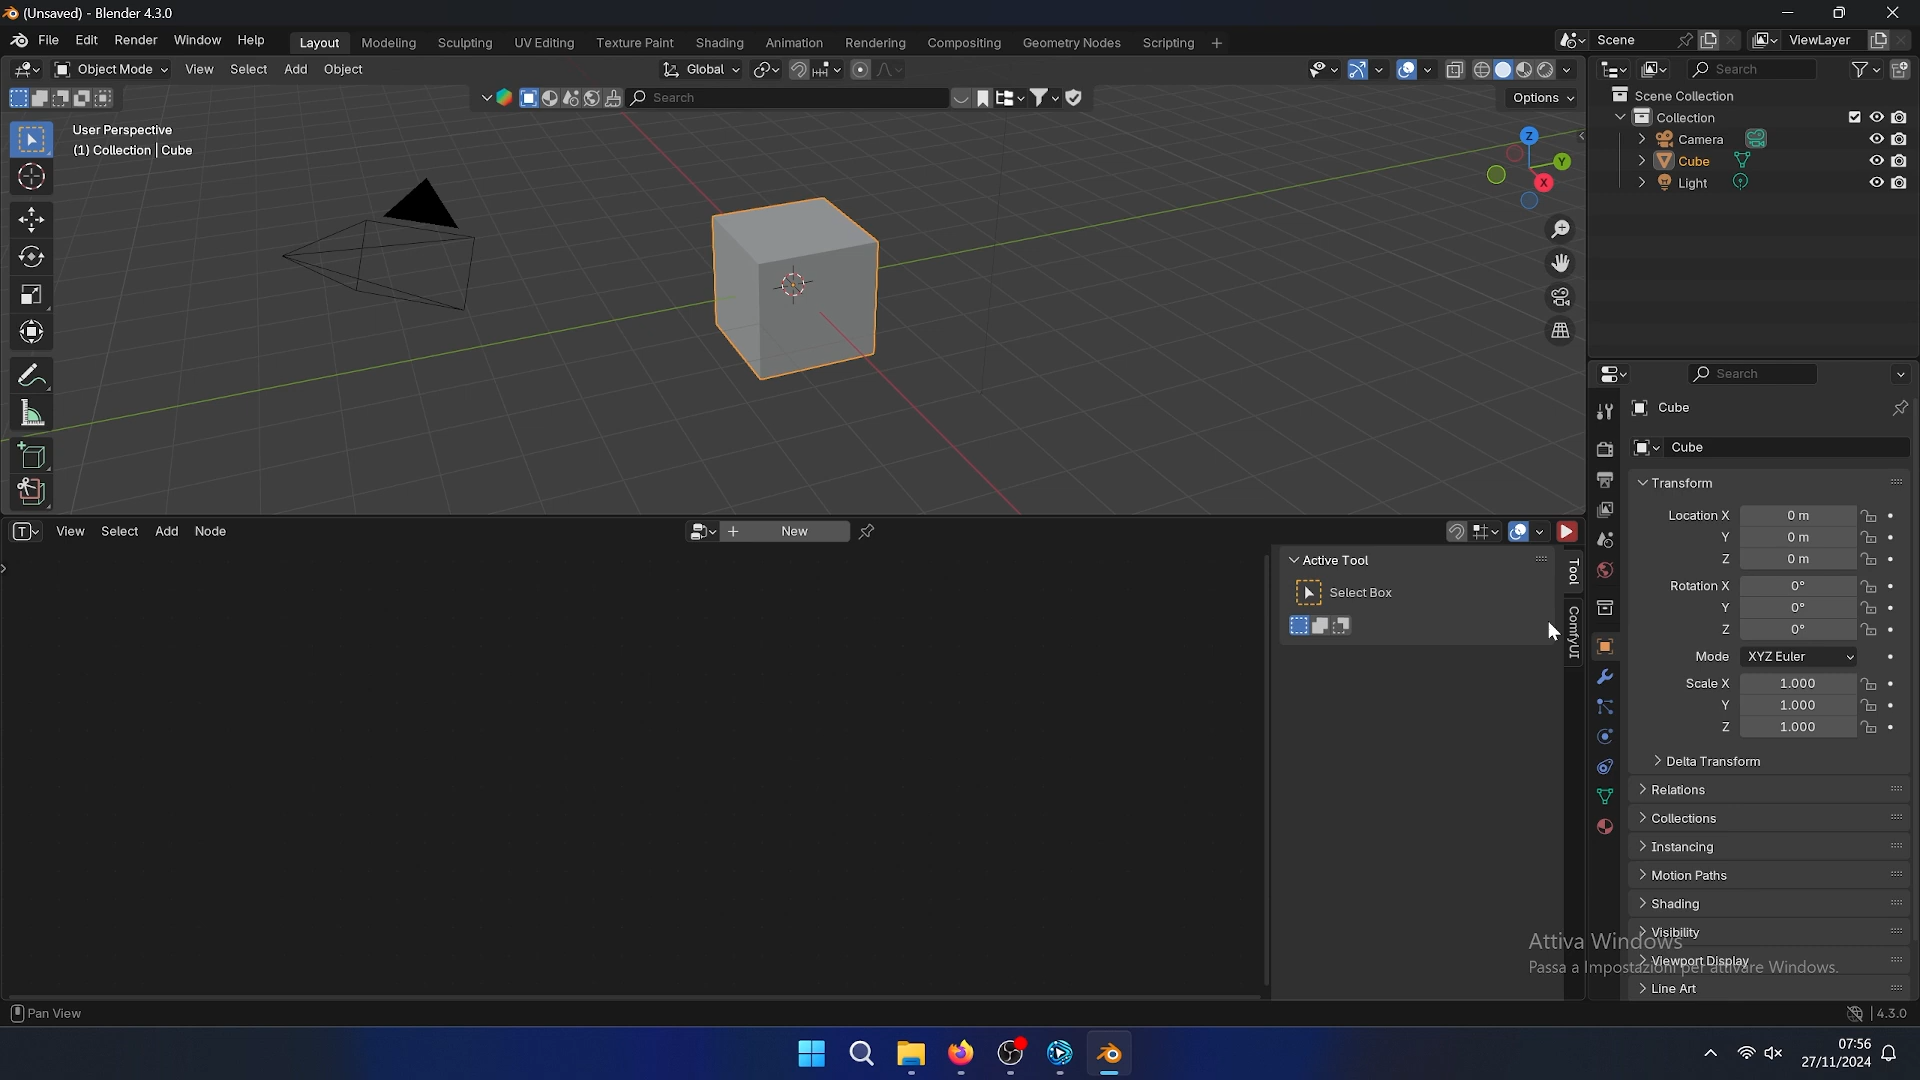 (Unsaved) - Blender 4.3.0
File Edit Render Window Help Layout Modeling Sculpting UV Editing Texture Paint Shading Animation Rendering Compositing Geometry Nodes Scripting + Scene ViewLayer
Object Mode View Select Add Object Global Search
Search Options
User Perspective
(1) Collection | Cube
Z
Y
X
Scene Collection
Collection
Camera
Cube
Light
Search
Cube
Cube
Transform
Location X 0 m
Y 0 m
Z 0 m
Rotation X 0°
Y 0°
Z 0°
Mode XYZ Euler
Scale X 1.000
Y 1.000
Z 1.000
Delta Transform
Relations
Collections
Instancing
Motion Paths
Shading
Visibility
Viewport Display
Line Art
View Select Add Node + New
Active Tool
Select Box
Tool
ComfyUI
Attiva Windows
Passa a Impostazioni per attivare Windows.
Pan View 4.3.0
07:56
27/11/2024